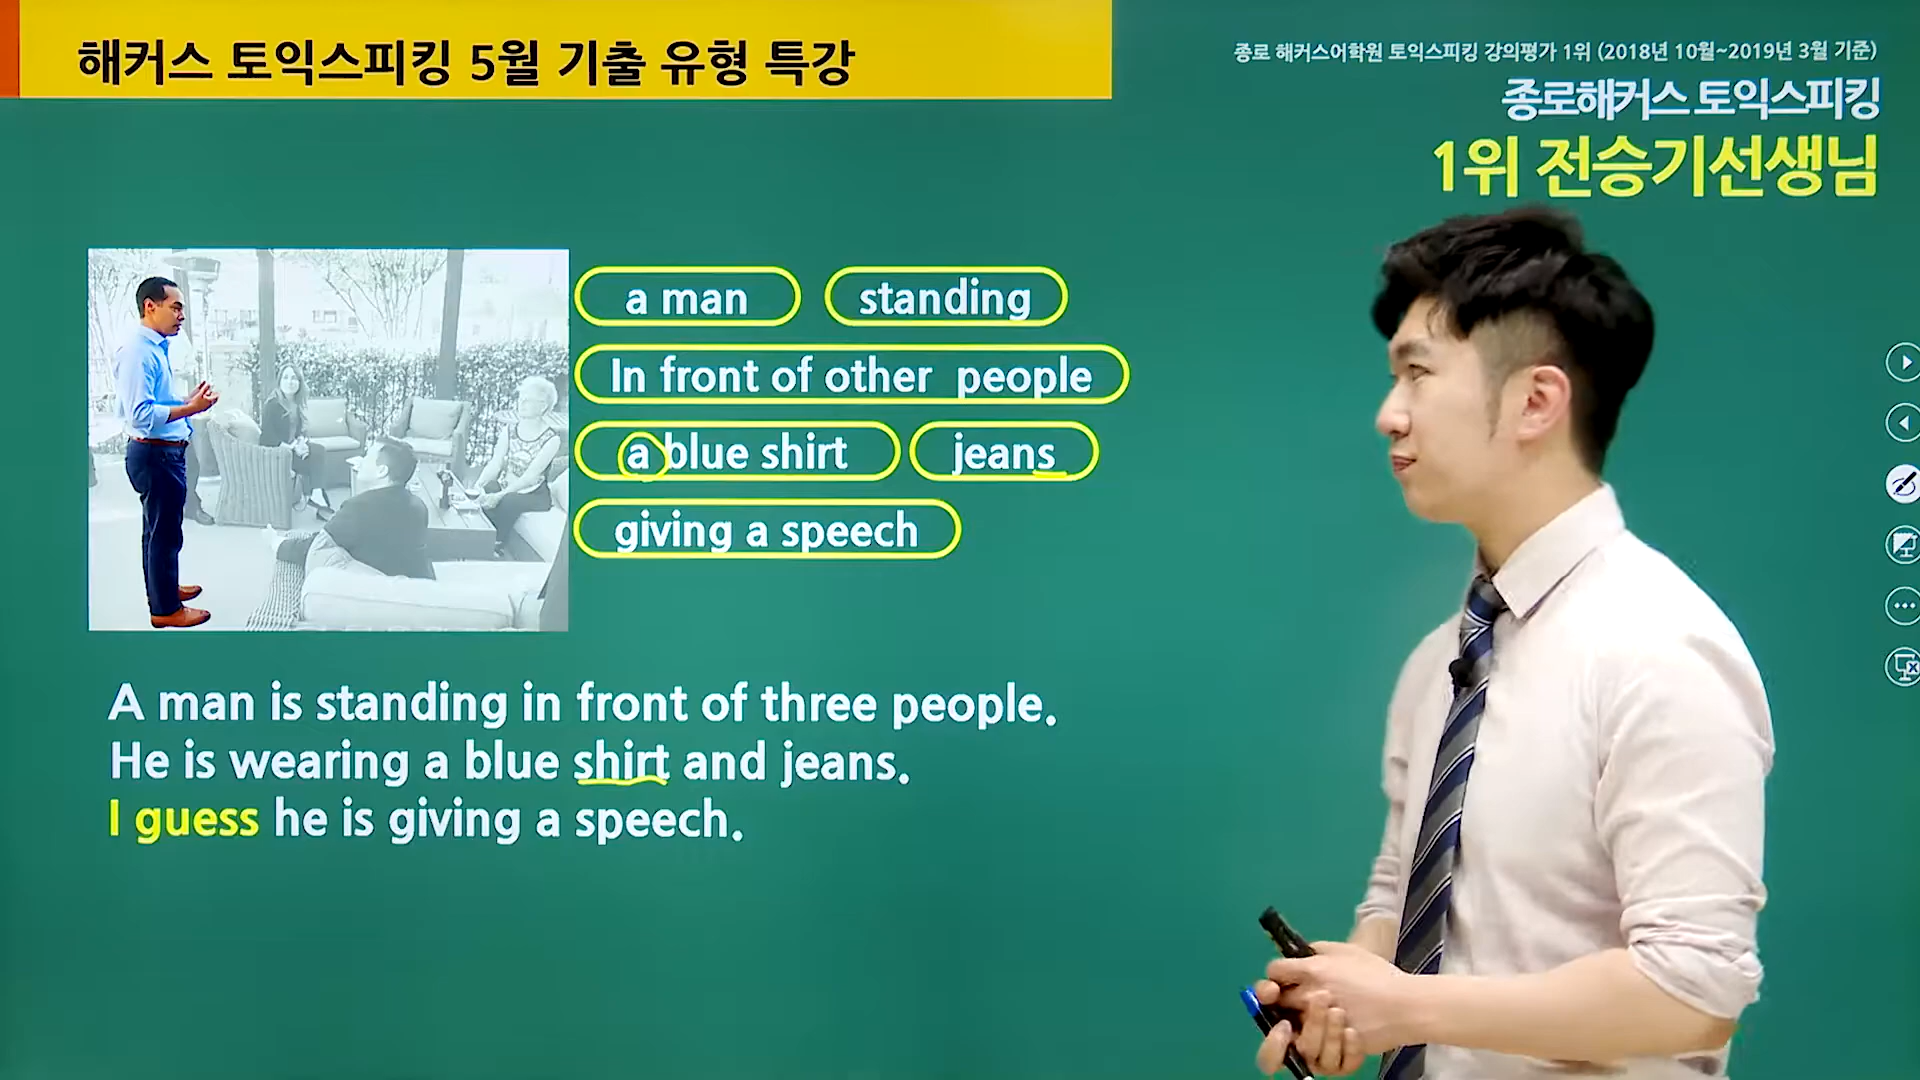 해커스 토익스피킹 5월 기출 유형 특강
종로 해커스어학원 토익스피킹 강의평가 1위 (2018년 10월~2019년 3월 기준)
종로해커스 토익스피킹
1위 전승기선생님
a man standing
In front of other people
a blue shirt jeans
giving a speech
A man is standing in front of three people.
He is wearing a blue shirt and jeans.
I guess he is giving a speech.